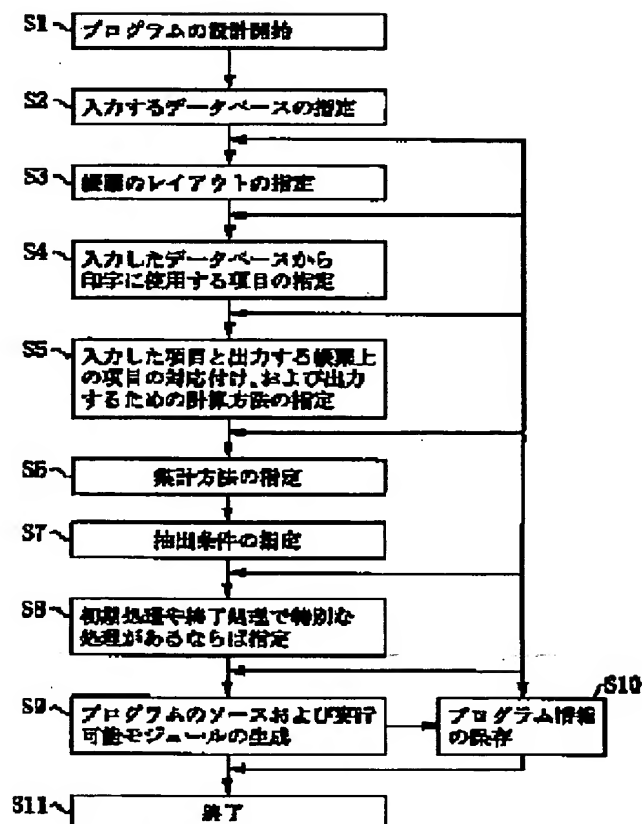 S1
プログラムの設計開始
S2
入力するデータベースの指定
S3
帳票のレイアウトの指定
S4
入力したデータベースから
印字に使用する項目の指定
S5
入力した項目と出力する帳票上
の項目の対応付け、および出力
するための計算方法の指定
S6
集計方法の指定
S7
抽出条件の指定
S8
初期処理や終了処理で特別な
処理があるならば指定
S9
プログラムのソースおよび実行
可能モジュールの生成
S10
プログラム情報
の保存
S11
終了